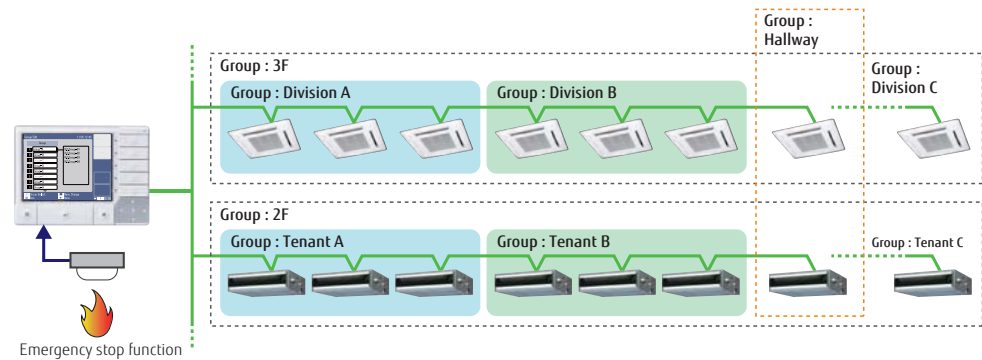 Group :
Hallway
Group : 3F
Group :
Division C
Group : Division A
Group : Division B
Group : 2F
Group : Tenant A
Group : Tenant B
Group : Tenant C
Emergency stop function